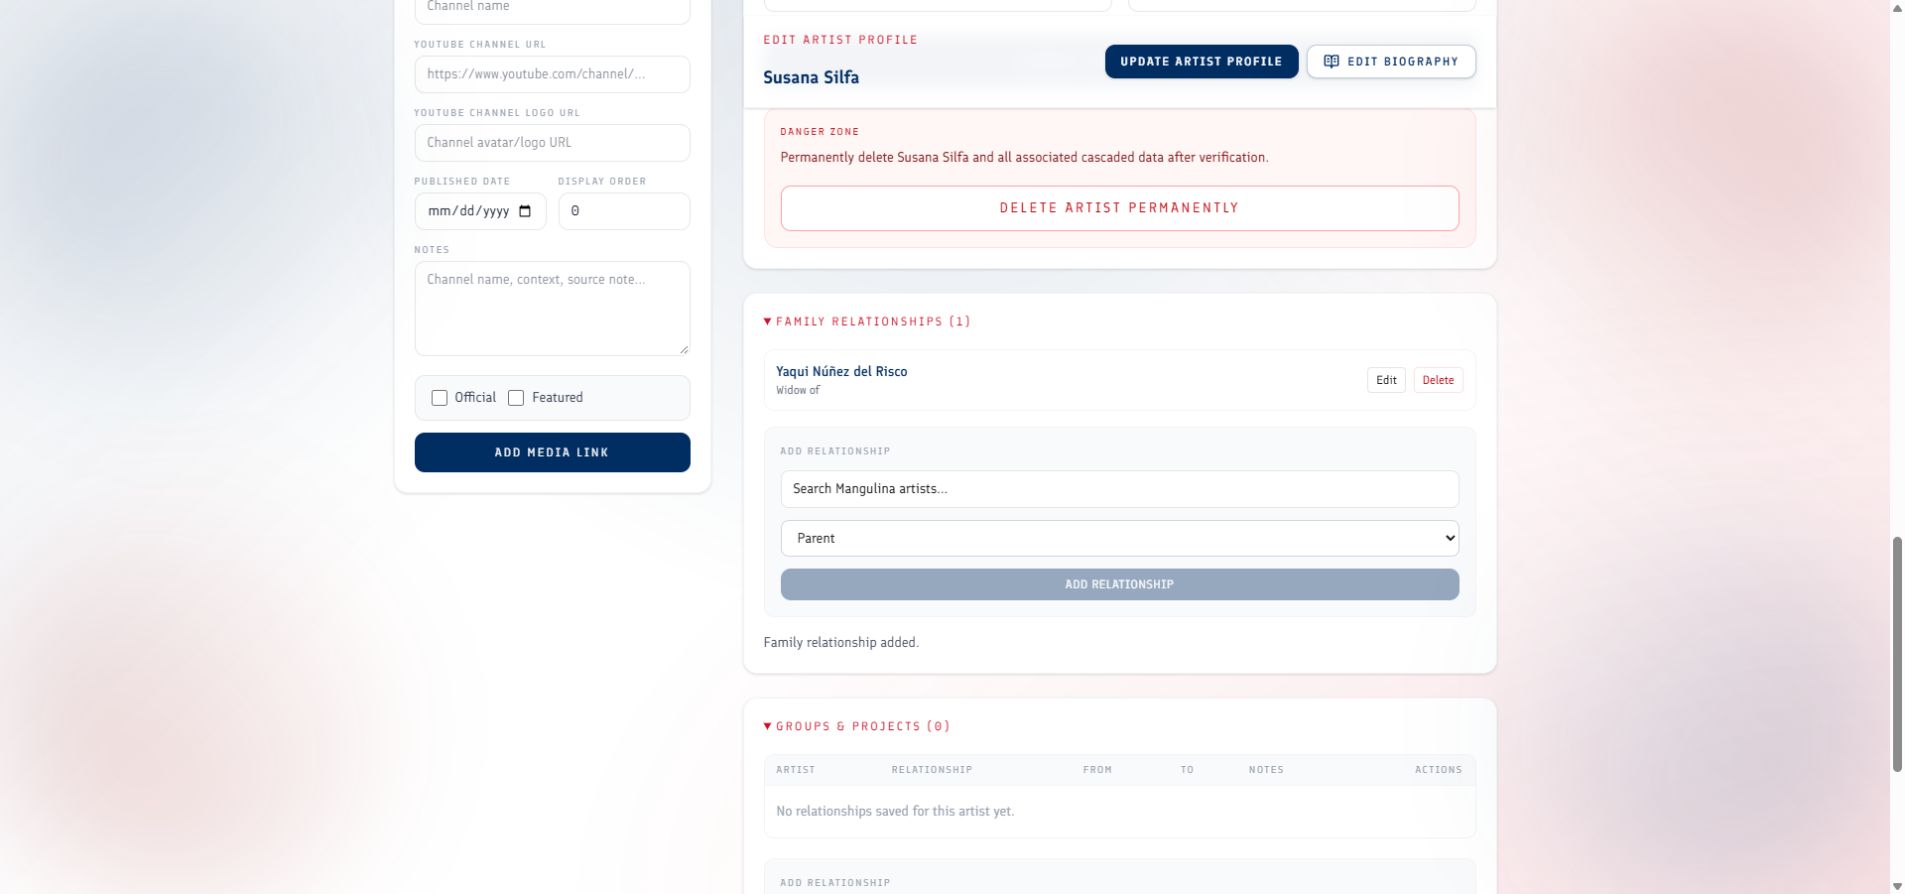 Channel name
YOUTUBE CHANNEL URL
https://www.youtube.com/channel/...
YOUTUBE CHANNEL LOGO URL
Channel avatar/logo URL
PUBLISHED DATE
DISPLAY ORDER
mm/dd/yyyy
0
NOTES
Channel name, context, source note...
Official
Featured
ADD MEDIA LINK
EDIT ARTIST PROFILE
Susana Silfa
UPDATE ARTIST PROFILE
EDIT BIOGRAPHY
DANGER ZONE
Permanently delete Susana Silfa and all associated cascaded data after verification.
DELETE ARTIST PERMANENTLY
▼ FAMILY RELATIONSHIPS (1)
Yaqui Núñez del Risco
Widow of
Edit
Delete
ADD RELATIONSHIP
Search Mangulina artists...
Parent
ADD RELATIONSHIP
Family relationship added.
▼ GROUPS & PROJECTS (0)
ARTIST RELATIONSHIP FROM TO NOTES ACTIONS
No relationships saved for this artist yet.
ADD RELATIONSHIP